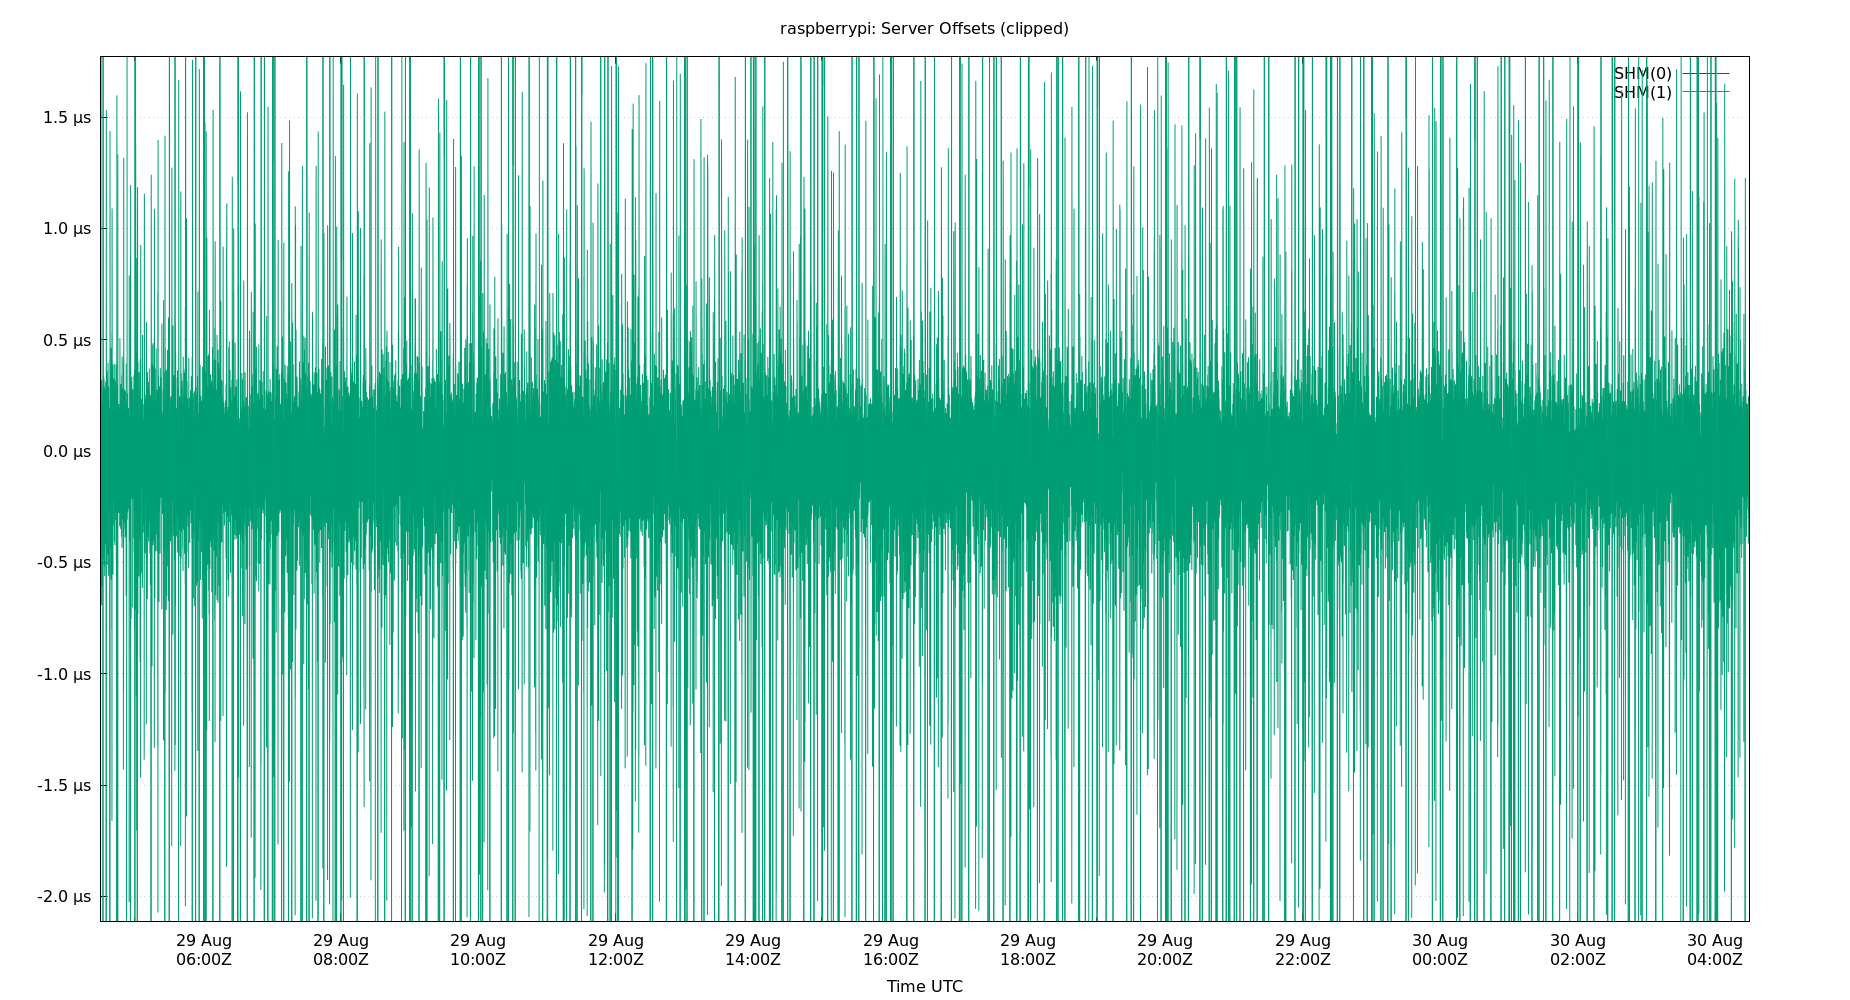 raspberrypi: Server Offsets (clipped)
SHM(0)
SHM(1)
1.5 µs
1.0 µs
0.5 µs
0.0 µs
-0.5 µs
-1.0 µs
-1.5 µs
-2.0 µs
29 Aug 29 Aug 29 Aug 29 Aug 29 Aug 29 Aug 29 Aug 29 Aug 29 Aug 30 Aug 30 Aug 30 Aug
06:00Z 08:00Z 10:00Z 12:00Z 14:00Z 16:00Z 18:00Z 20:00Z 22:00Z 00:00Z 02:00Z 04:00Z
Time UTC